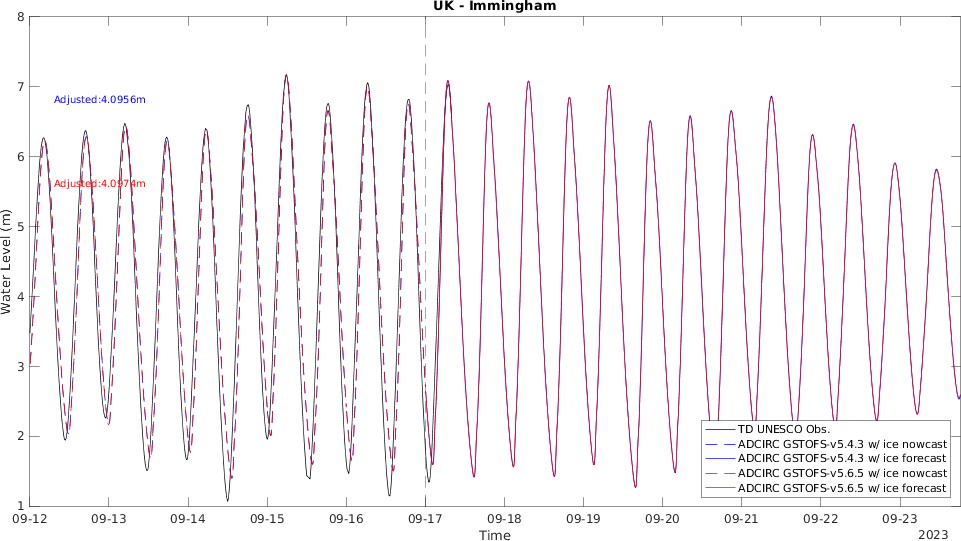 UK - Immingham
8
7
6
5
4
3
2
1
Water Level (m)
Adjusted:4.0956m
Adjusted:4.0974m
TD UNESCO Obs.
ADCIRC GSTOFS-v5.4.3 w/ ice nowcast
ADCIRC GSTOFS-v5.4.3 w/ ice forecast
ADCIRC GSTOFS-v5.6.5 w/ ice nowcast
ADCIRC GSTOFS-v5.6.5 w/ ice forecast
09-12 09-13 09-14 09-15 09-16 09-17 09-18 09-19 09-20 09-21 09-22 09-23
Time
2023